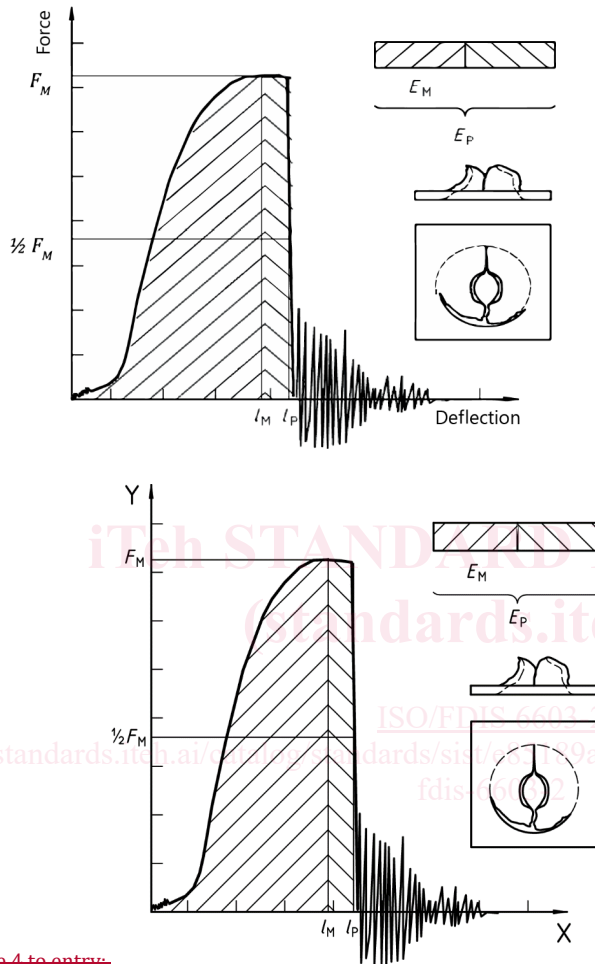 Force
F_M
½ F_M
l_M l_P
Deflection
E_M
E_P
Y
iTeh STANDARD
F_M
E_M
E_P
(standards.ite
ISO/FDIS 6603-2
½F_M
standards.iteh.ai/catalog/standards/sist/
fdis-6603-2
l_M l_P
X
4 to entry: